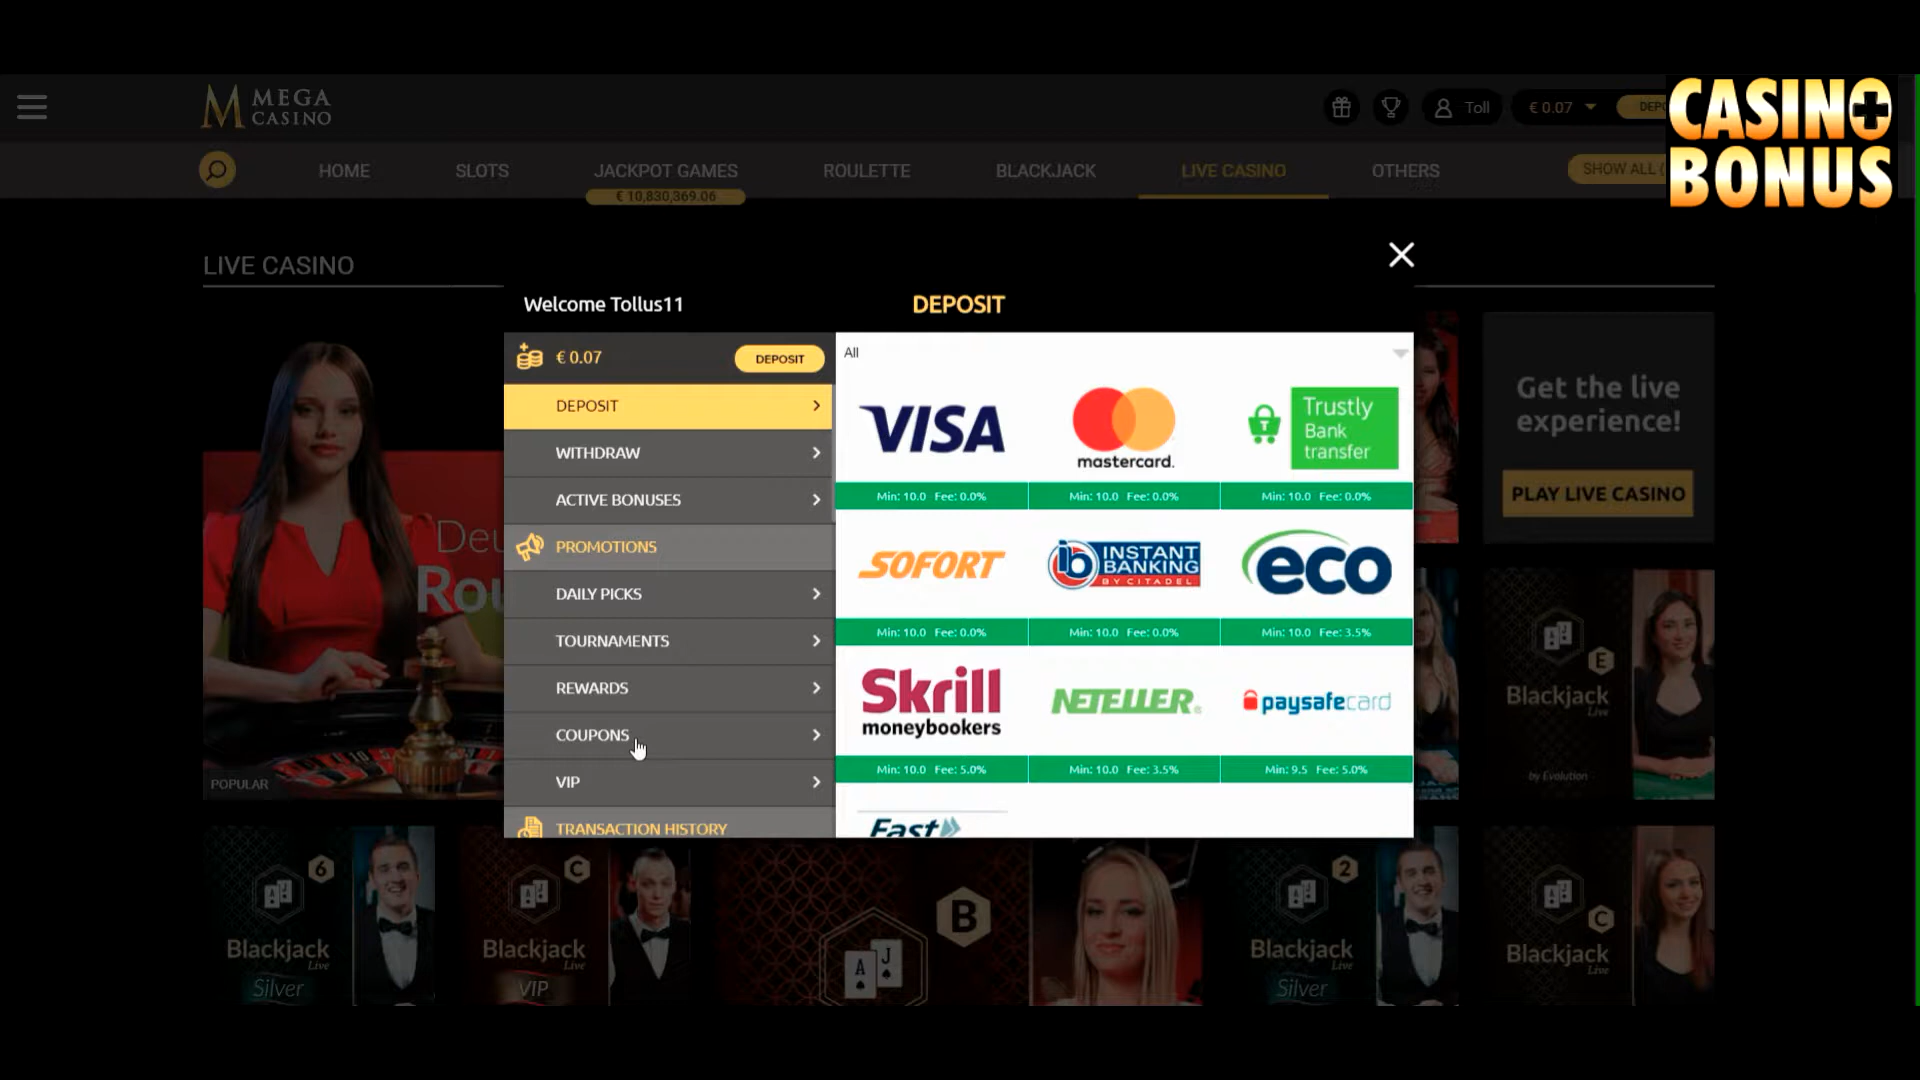 MEGA
CASINO
Toll
€ 0.07
CASINO
BONUS
HOME
SLOTS
JACKPOT GAMES
€ 10,830,369.06
ROULETTE
BLACKJACK
LIVE CASINO
OTHERS
SHOW ALL
LIVE CASINO
Welcome Tollus11
DEPOSIT
€ 0.07
DEPOSIT
DEPOSIT
WITHDRAW
ACTIVE BONUSES
PROMOTIONS
DAILY PICKS
TOURNAMENTS
REWARDS
COUPONS
VIP
TRANSACTION HISTORY
All
VISA
mastercard.
Trustly
Bank
transfer
Min: 10.0 Fee: 0.0%
Min: 10.0 Fee: 0.0%
Min: 10.0 Fee: 0.0%
SOFORT
INSTANT
BANKING
BY CITADEL
eco
Min: 10.0 Fee: 0.0%
Min: 10.0 Fee: 0.0%
Min: 10.0 Fee: 3.5%
Skrill
moneybookers
NETELLER
paysafecard
Min: 10.0 Fee: 5.0%
Min: 10.0 Fee: 3.5%
Min: 9.5 Fee: 5.0%
Fast
Get the live
experience!
PLAY LIVE CASINO
POPULAR
E
Blackjack
Live
by Evolution
6
Blackjack
Live
Silver
C
Blackjack
Live
VIP
B
A
J
2
Blackjack
Live
Silver
C
Blackjack
Live